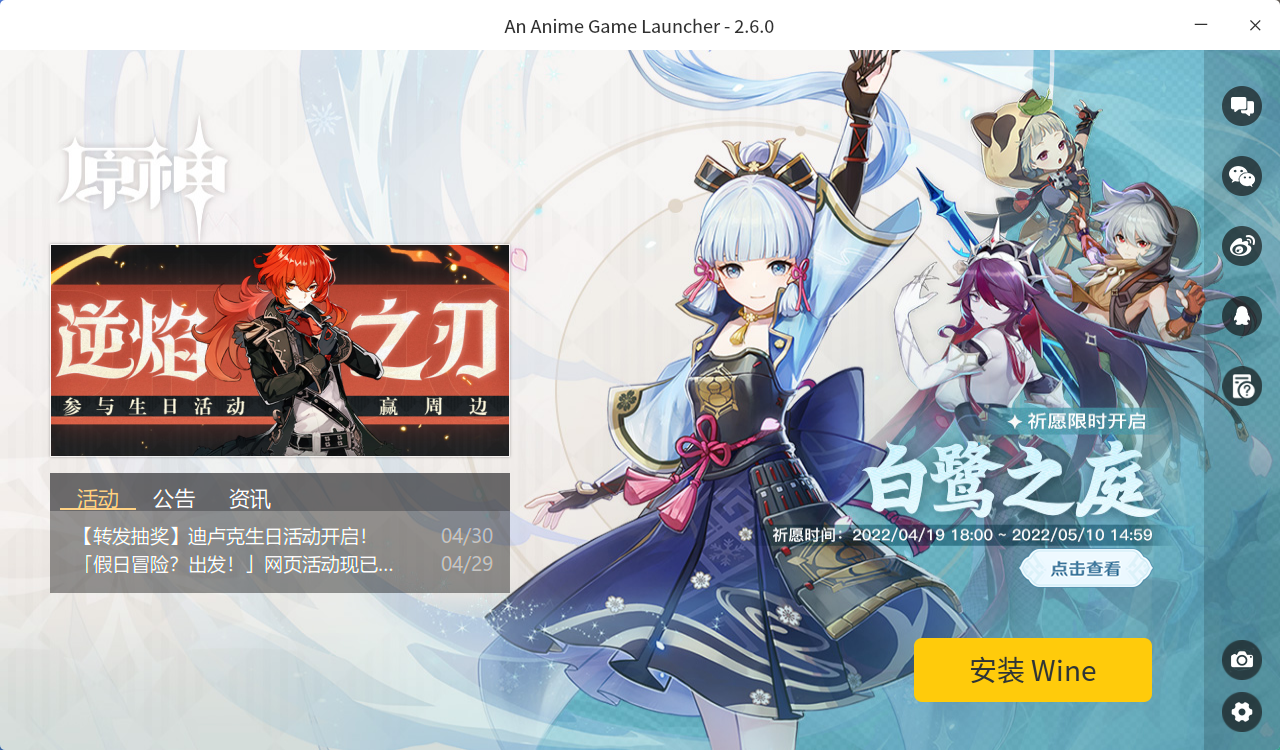 An Anime Game Launcher - 2.6.0
原神
逆焰之刃
参与生日活动 赢周边
活动 公告 资讯
【转发抽奖】迪卢克生日活动开启！ 04/30
「假日冒险？出发！」网页活动现已... 04/29
祈愿限时开启
白鹭之庭
祈愿时间：2022/04/19 18:00 ~ 2022/05/10 14:59
点击查看
安装 Wine